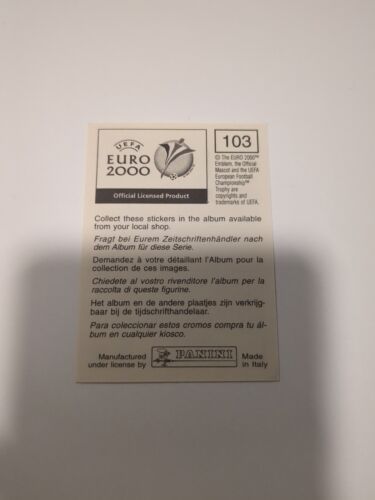 UEFA
EURO
2000
Official Licensed Product
103
© The EURO 2000™
Emblem, the Official
Mascot and the UEFA
European Football
Championship™
Trophy are
copyrights and
trademarks of UEFA.
Collect these stickers in the album available
from your local shop.
Fragt bei Eurem Zeitschriftenhändler nach
dem Album für diese Serie.
Demandez à votre détaillant l'Album pour la
collection de ces images.
Chiedete al vostro rivenditore l'album per la
raccolta di queste figurine.
Het album en de andere plaatjes zijn verkrijg-
baar bij de tijdschrifthandelaar.
Para coleccionar estos cromos compra tu ál-
bum en cualquier kiosco.
Manufactured
under license by
PANINI
Made
in Italy